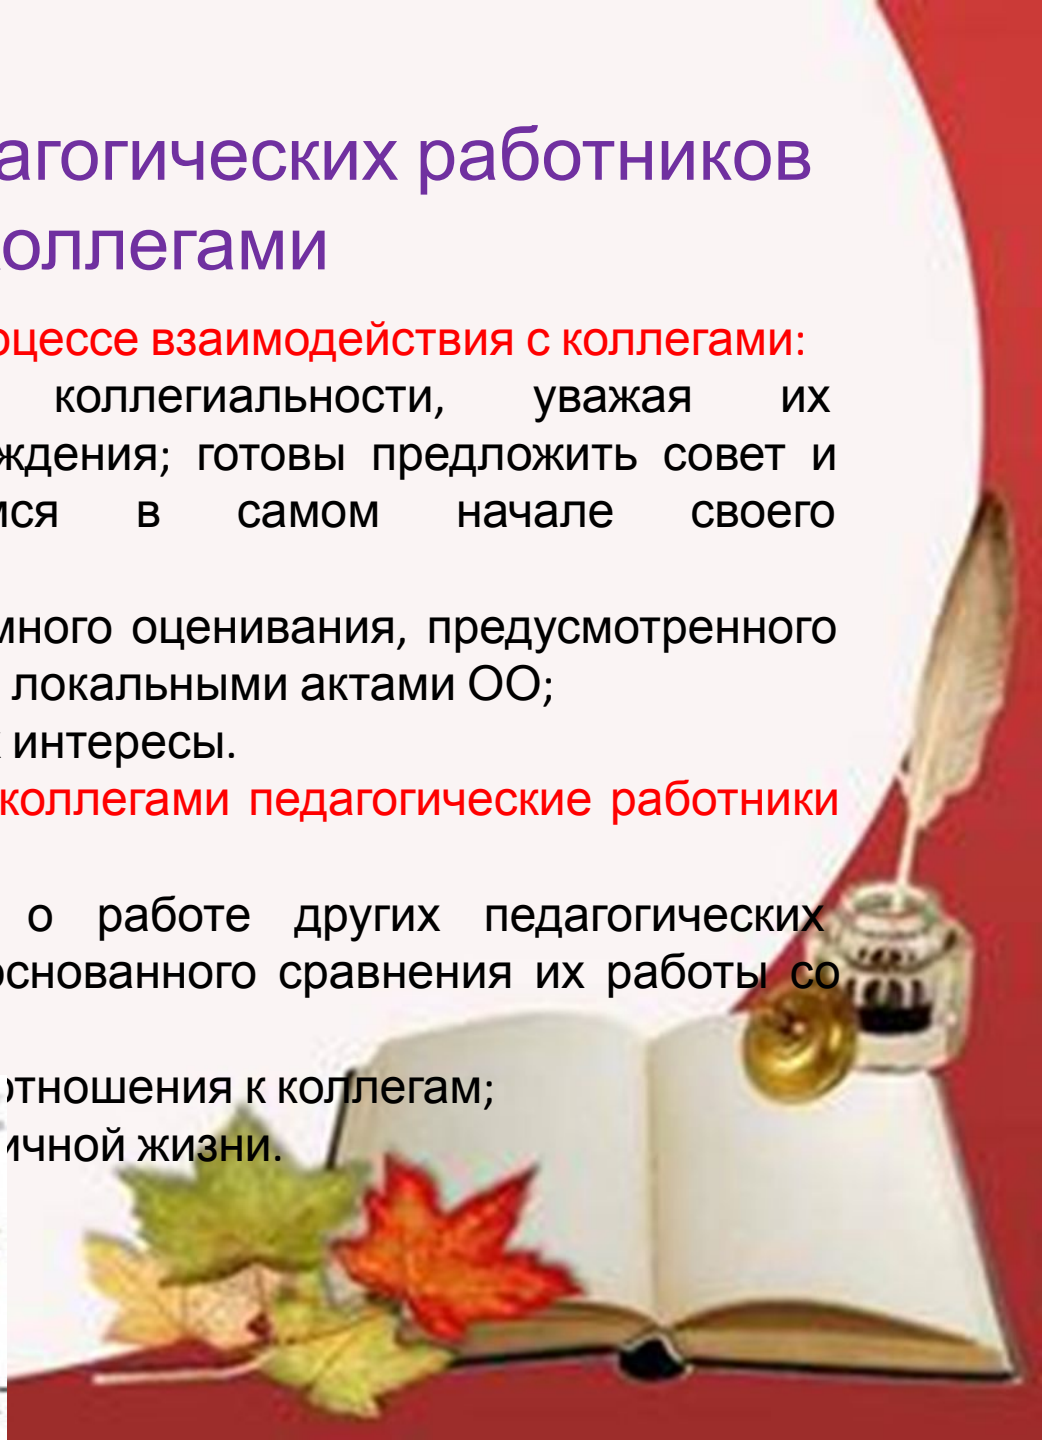 агогических работников
оллегами
оцессе взаимодействия с коллегами:
коллегиальности, уважая их
ждения; готовы предложить совет и
мся в самом начале своего
много оценивания, предусмотренного
локальными актами ОО;
интересы.
коллегами педагогические работники
о работе других педагогических
основанного сравнения их работы со
отношения к коллегам;
ичной жизни.